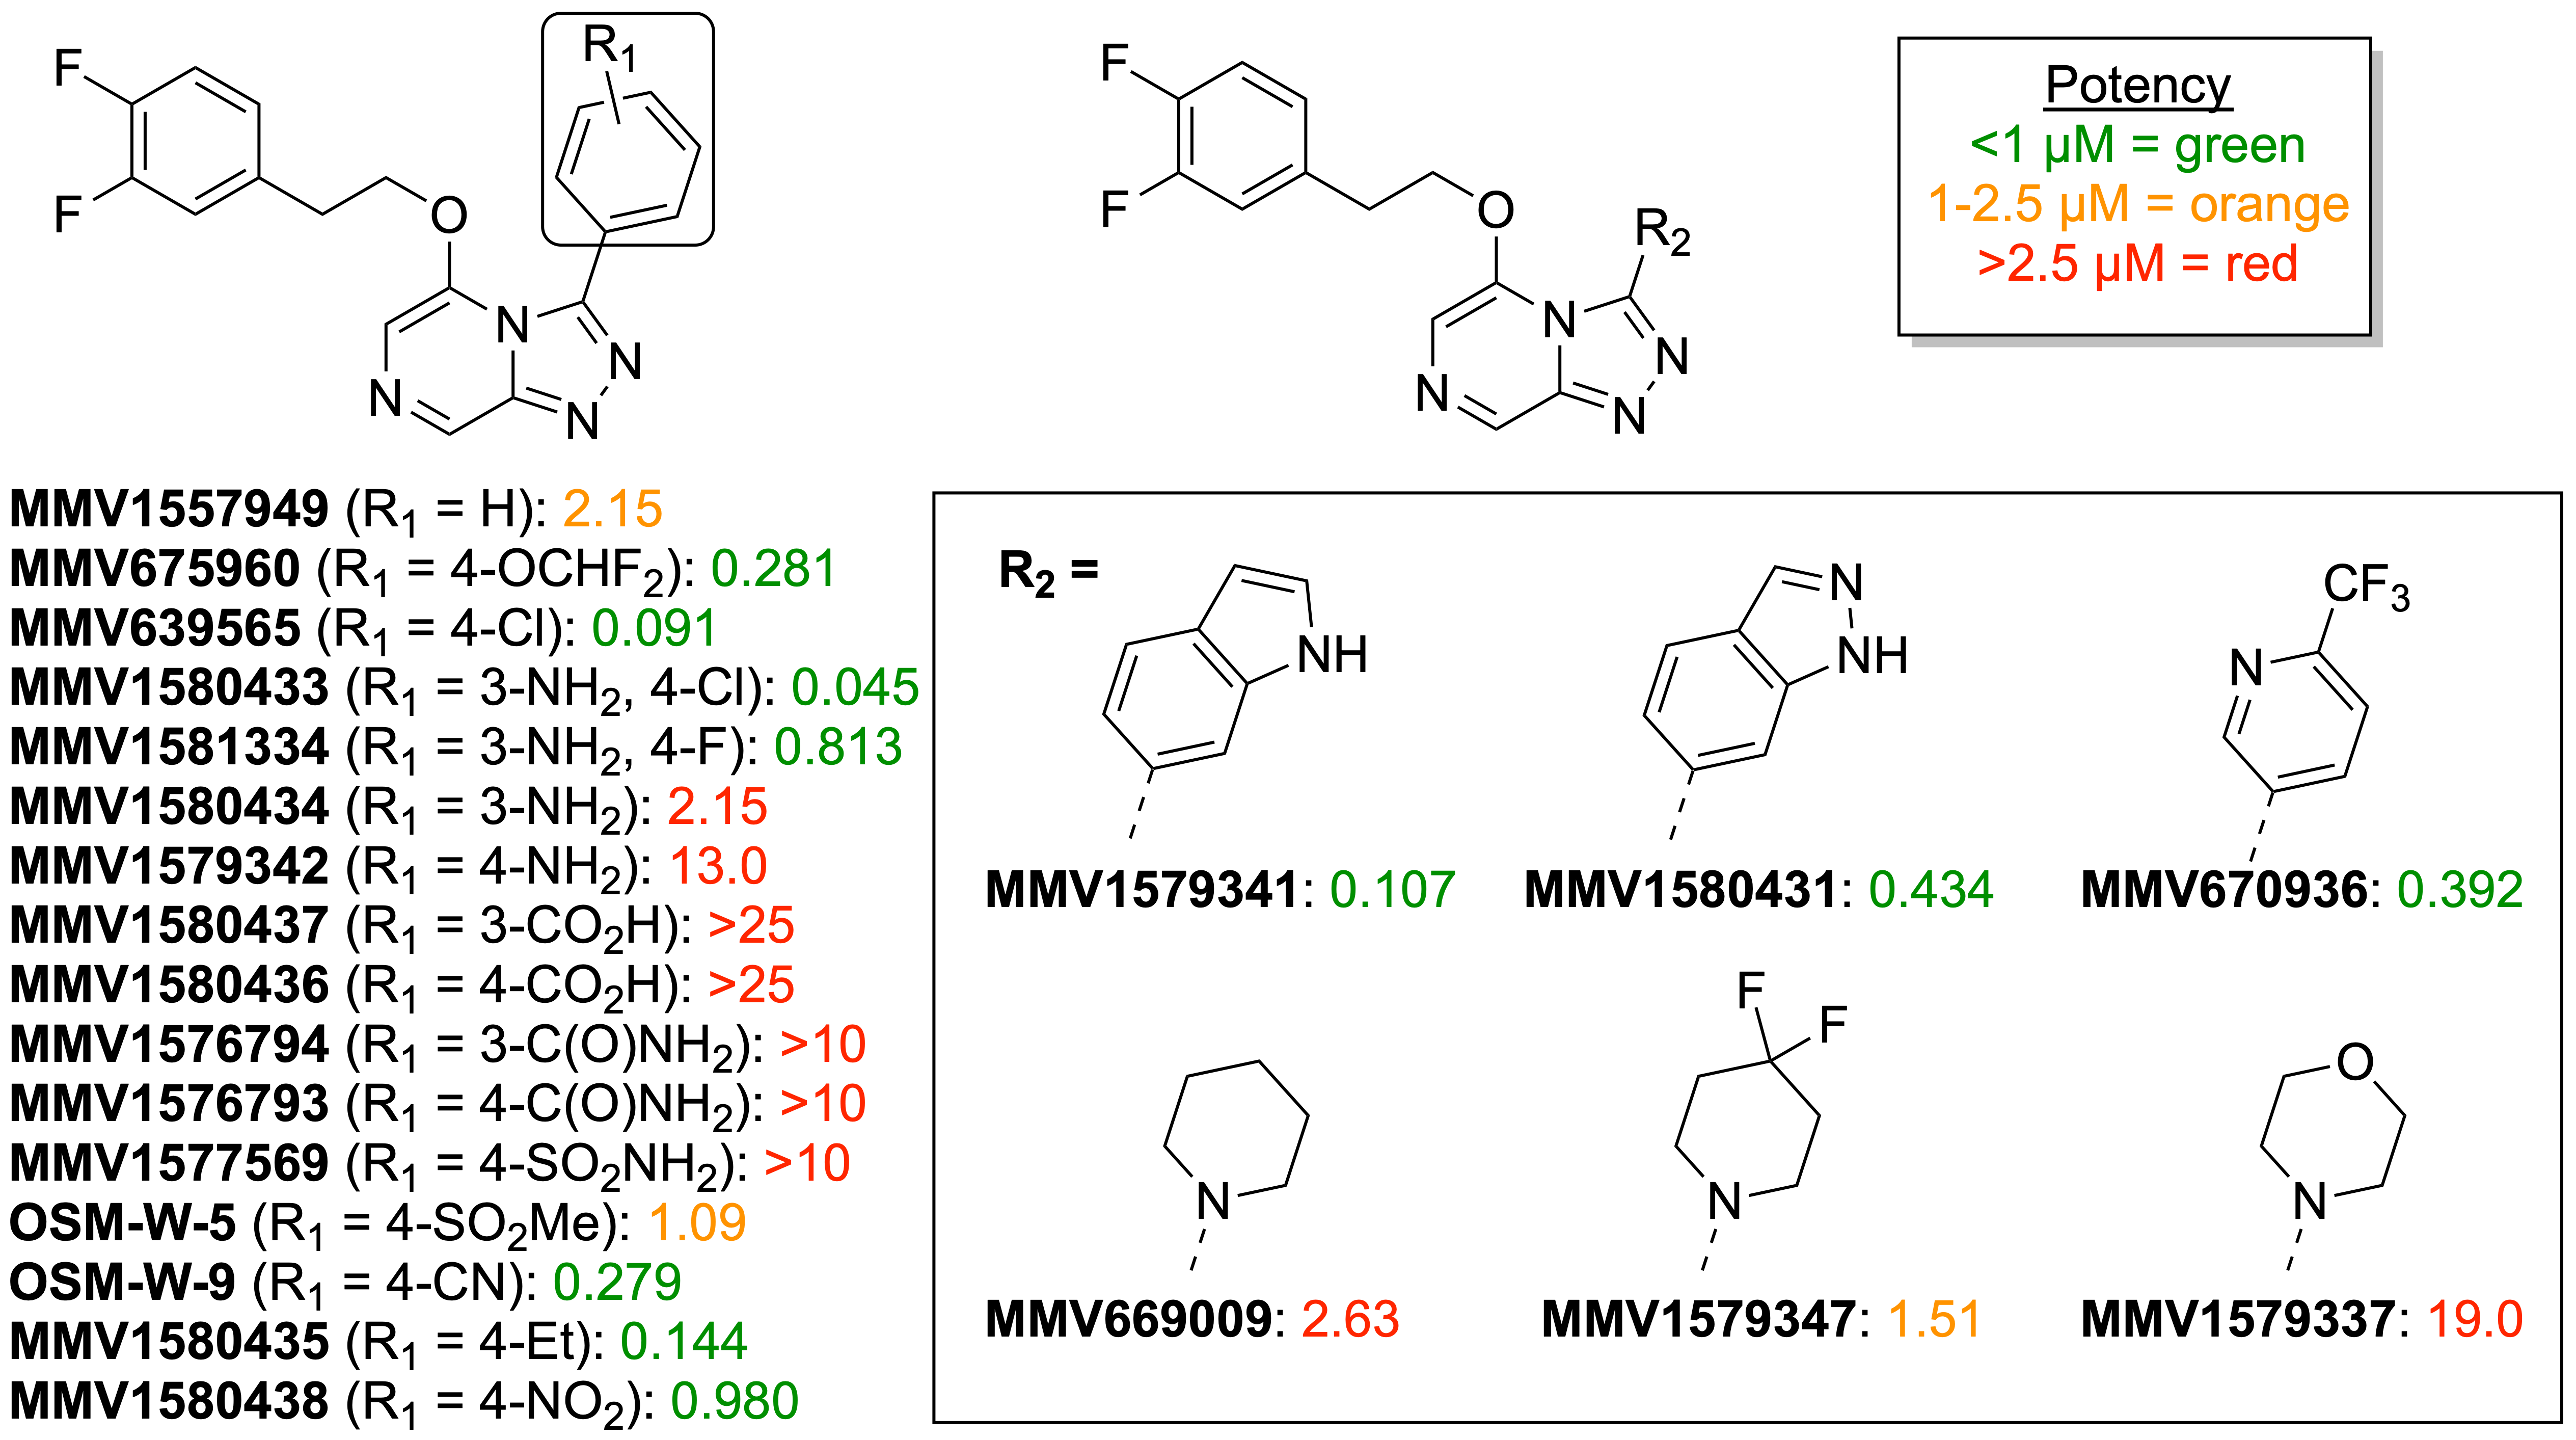 F
F
O
R1
N
N
N
N
F
F
O
R2
N
N
N
N
Potency
<1 µM = green
1-2.5 µM = orange
>2.5 µM = red
MMV1557949 (R1 = H): 2.15
MMV675960 (R1 = 4-OCHF2): 0.281
MMV639565 (R1 = 4-Cl): 0.091
MMV1580433 (R1 = 3-NH2, 4-Cl): 0.045
MMV1581334 (R1 = 3-NH2, 4-F): 0.813
MMV1580434 (R1 = 3-NH2): 2.15
MMV1579342 (R1 = 4-NH2): 13.0
MMV1580437 (R1 = 3-CO2H): >25
MMV1580436 (R1 = 4-CO2H): >25
MMV1576794 (R1 = 3-C(O)NH2): >10
MMV1576793 (R1 = 4-C(O)NH2): >10
MMV1577569 (R1 = 4-SO2NH2): >10
OSM-W-5 (R1 = 4-SO2Me): 1.09
OSM-W-9 (R1 = 4-CN): 0.279
MMV1580435 (R1 = 4-Et): 0.144
MMV1580438 (R1 = 4-NO2): 0.980
R2 =
NH
N
NH
CF3
N
MMV1579341: 0.107
MMV1580431: 0.434
MMV670936: 0.392
N
F
F
N
O
N
MMV669009: 2.63
MMV1579347: 1.51
MMV1579337: 19.0